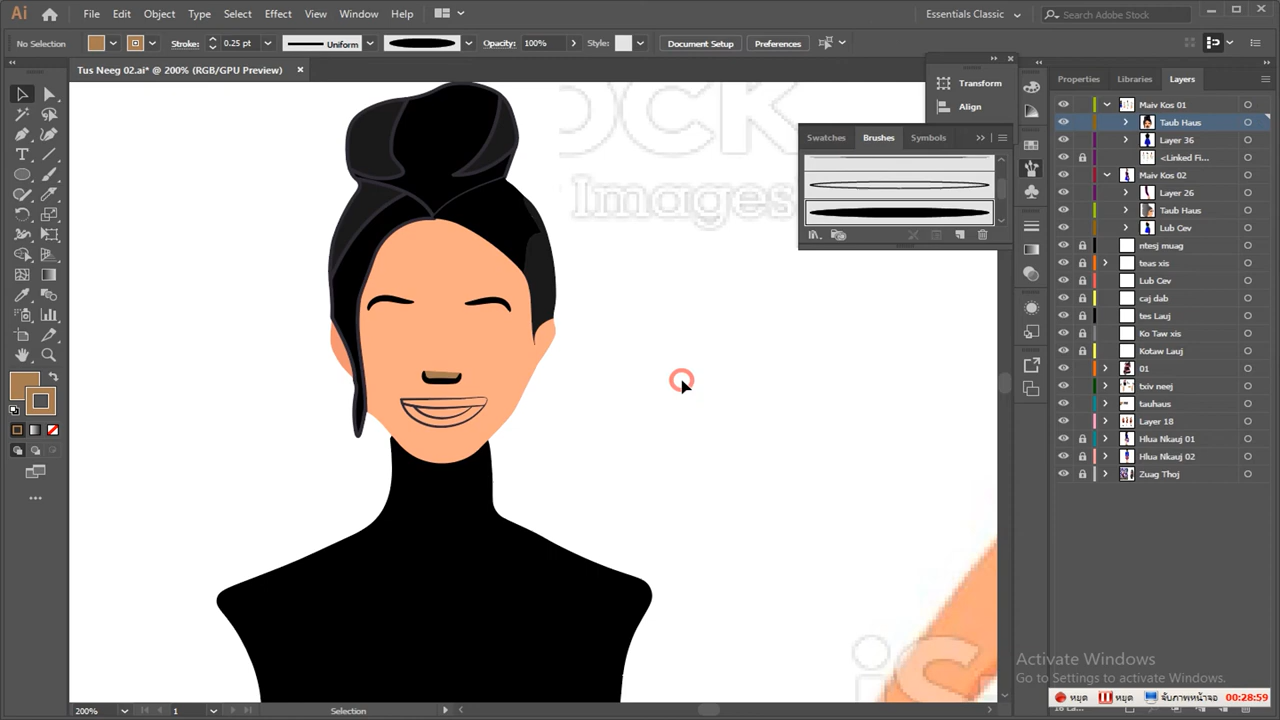 Ai
File Edit Object Type Select Effect View Window Help
Essentials Classic
Search Adobe Stock
No Selection
Stroke: 0.25 pt
Uniform
Opacity: 100%
Style:
Document Setup
Preferences
Tus Neeg 02.ai* @ 200% (RGB/GPU Preview)
Transform
Align
Swatches Brushes Symbols
Properties Libraries Layers
Maiv Kos 01
Taub Haus
Layer 36
<Linked Fi...
Maiv Kos 02
Layer 26
Taub Haus
Lub Cev
ntesj muag
teas xis
Lub Cev
caj dab
tes Lauj
Ko Taw xis
Kotaw Lauj
01
txiv neej
tauhaus
Layer 18
Hlua Nkauj 01
Hlua Nkauj 02
Zuag Thoj
OCK
Images
Activate Windows
Go to Settings to activate Windows.
หยุด หยุด จับภาพหน้าจอ 00:28:59
200%
1
Selection